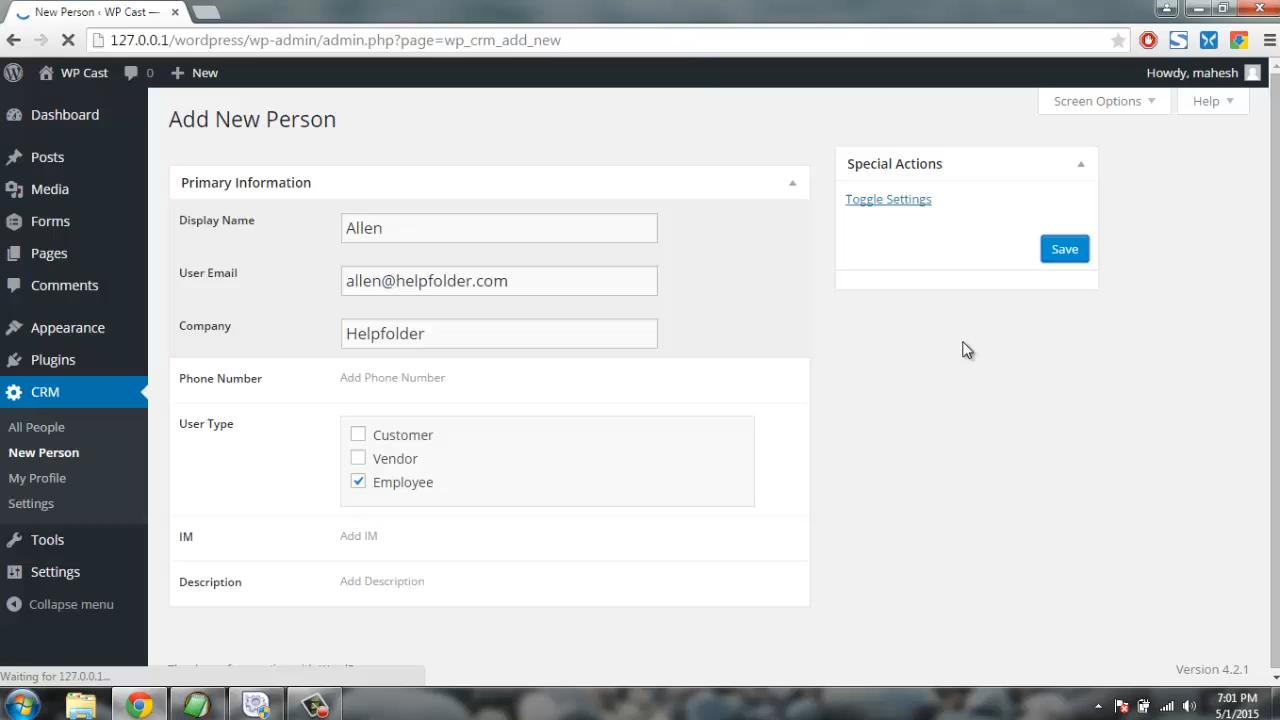 New Person ‹ WP Cast —
127.0.0.1/wordpress/wp-admin/admin.php?page=wp_crm_add_new
WP Cast 0 New Howdy, mahesh
Screen Options Help
Dashboard
Posts
Media
Forms
Pages
Comments
Appearance
Plugins
CRM
All People
New Person
My Profile
Settings
Tools
Settings
Collapse menu
Add New Person
Primary Information
Display Name Allen
User Email allen@helpfolder.com
Company Helpfolder
Phone Number Add Phone Number
User Type
Customer
Vendor
Employee
IM Add IM
Description Add Description
Special Actions
Toggle Settings
Save
Version 4.2.1
Waiting for 127.0.0.1...
7:01 PM
5/1/2015